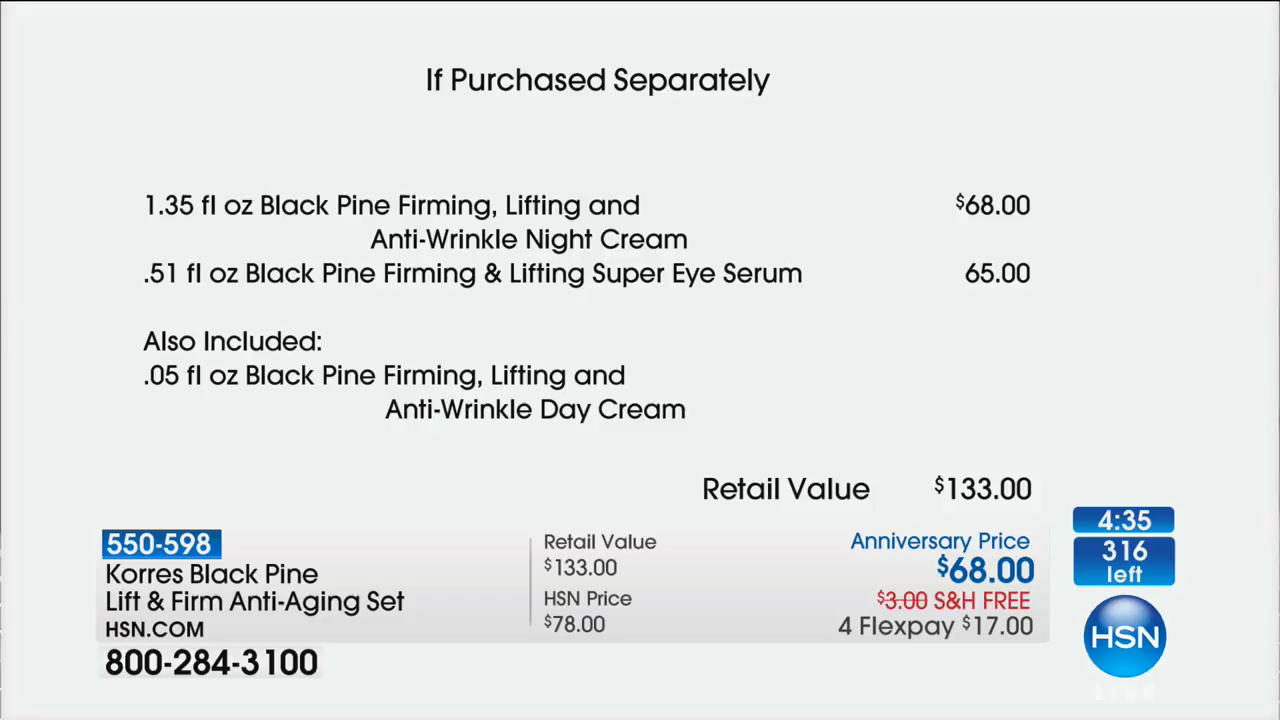 If Purchased Separately
1.35 fl oz Black Pine Firming, Lifting and $68.00
Anti-Wrinkle Night Cream
.51 fl oz Black Pine Firming & Lifting Super Eye Serum 65.00
Also Included:
.05 fl oz Black Pine Firming, Lifting and
Anti-Wrinkle Day Cream
Retail Value $133.00
550-598
Korres Black Pine
Lift & Firm Anti-Aging Set
HSN.COM
800-284-3100
Retail Value
$133.00
HSN Price
$78.00
Anniversary Price
$68.00
$3.00 S&H FREE
4 Flexpay $17.00
4:35
316
left
HSN
LIVE